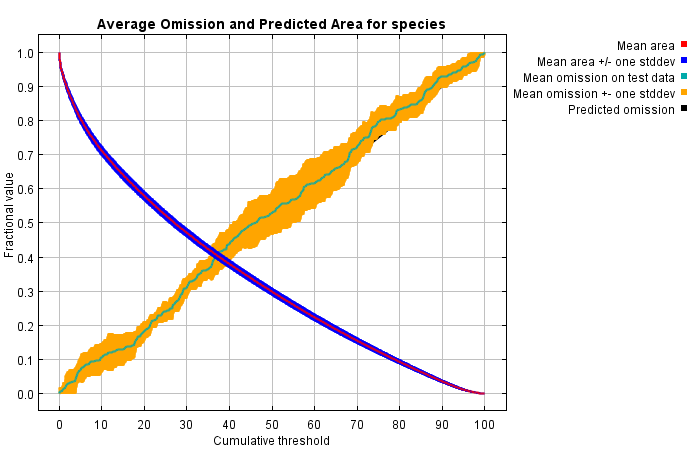 Average Omission and Predicted Area for species
Mean area
Mean area +/- one stddev
Mean omission on test data
Mean omission +- one stddev
Predicted omission
Fractional value
1.0
0.9
0.8
0.7
0.6
0.5
0.4
0.3
0.2
0.1
0.0
0 10 20 30 40 50 60 70 80 90 100
Cumulative threshold